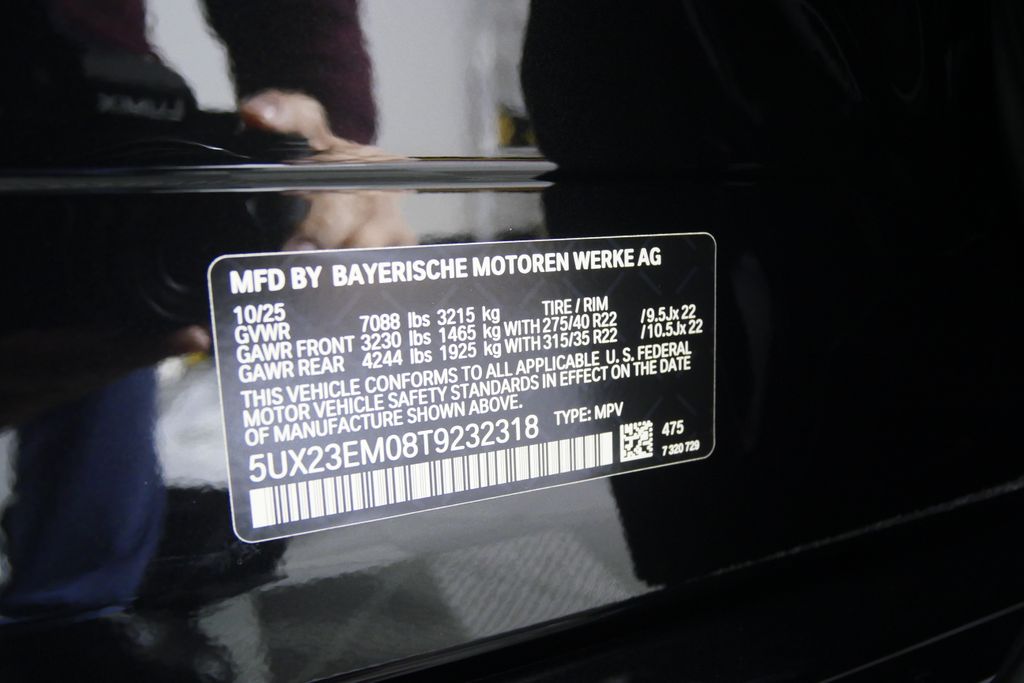 LUMIX
MFD BY BAYERISCHE MOTOREN WERKE AG
10/25 TIRE / RIM
GVWR 7088 lbs 3215 kg
GAWR FRONT 3230 lbs 1465 kg WITH 275/40 R22 /9.5Jx22
GAWR REAR 4244 lbs 1925 kg WITH 315/35 R22 /10.5Jx22
THIS VEHICLE CONFORMS TO ALL APPLICABLE U.S. FEDERAL
MOTOR VEHICLE SAFETY STANDARDS IN EFFECT ON THE DATE
OF MANUFACTURE SHOWN ABOVE.
5UX23EM08T9232318 TYPE: MPV
475
7 320 729